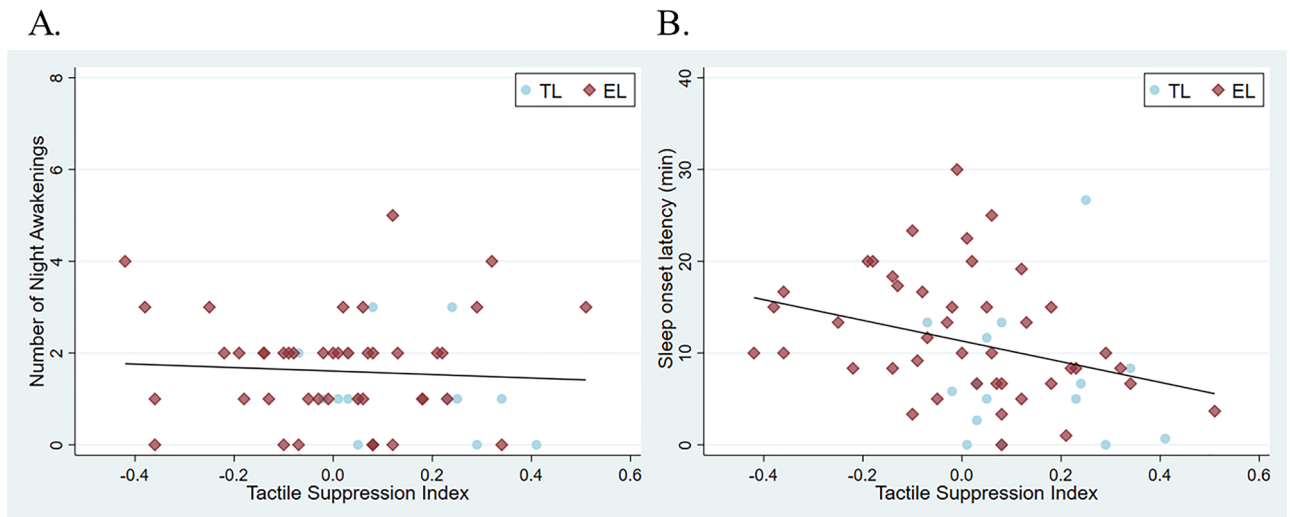 A.
Number of Night Awakenings
8
6
4
2
0
TL EL
-0.4 -0.2 0.0 0.2 0.4 0.6
Tactile Suppression Index
B.
Sleep onset latency (min)
40
30
20
10
0
TL EL
-0.4 -0.2 0.0 0.2 0.4 0.6
Tactile Suppression Index